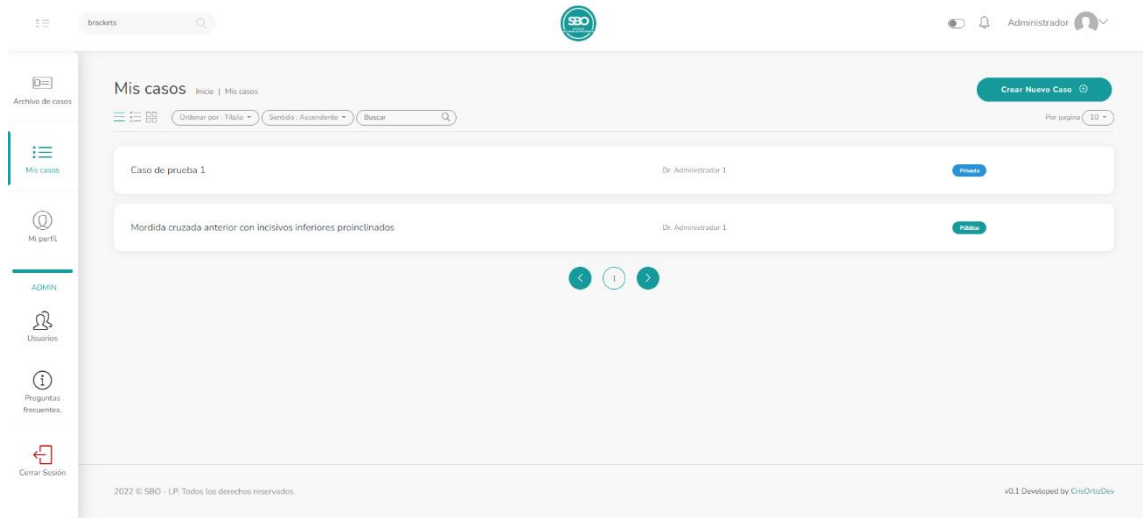 brackets
SBO
Administrador
Archivo de casos
Mis casos
Mi perfil
ADMIN
Usuarios
Preguntas
frecuentes.
Cerrar Sesión
Mis casos Inicio | Mis casos
Crear Nuevo Caso
Ordenar por : Título
Sentido : Ascendente
Buscar
Por pagina 10
Caso de prueba 1 Dr. Administrador 1 Privado
Mordida cruzada anterior con incisivos inferiores proinclinados Dr. Administrador 1 Público
1
2022 © SBO - LP. Todos los derechos reservados.
v0.1 Developed by CrisOrtizDev